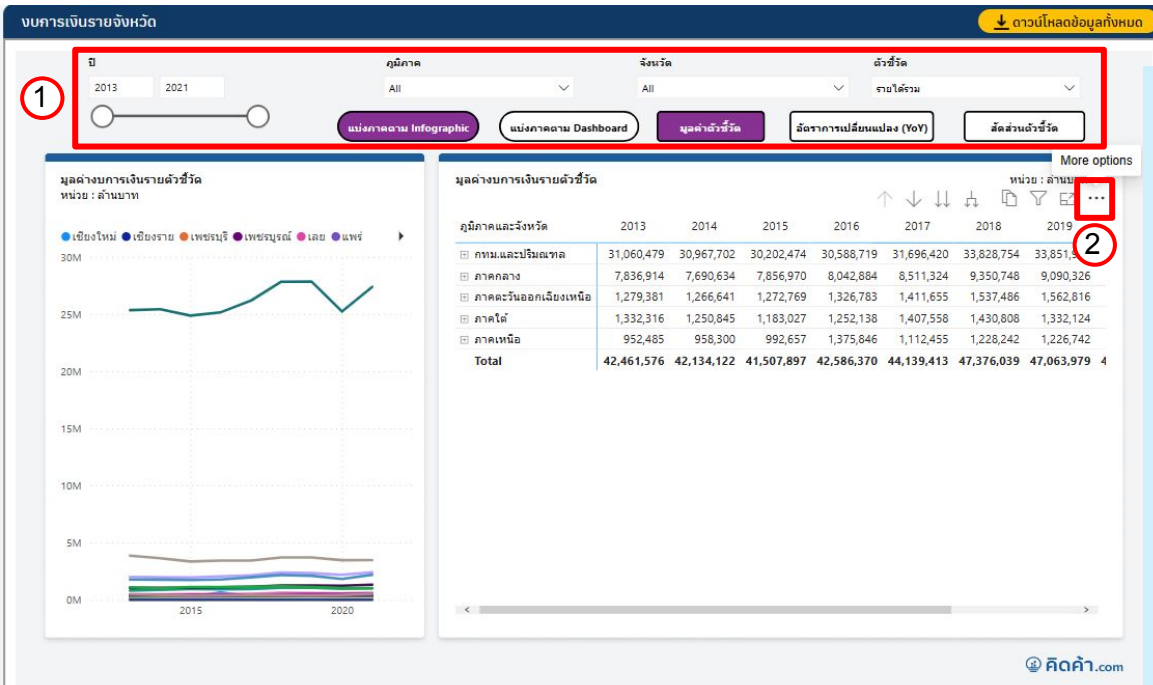 งบการเงินรายจังหวัด
ดาวน์โหลดข้อมูลทั้งหมด
ปี ภูมิภาค จังหวัด ตัวชี้วัด
2013 2021 All All รายได้รวม
1
แบ่งภาคตาม Infographic แบ่งภาคตาม Dashboard มูลค่าตัวชี้วัด อัตราการเปลี่ยนแปลง (YoY) สัดส่วนตัวชี้วัด
More options
มูลค่างบการเงินรายตัวชี้วัด
หน่วย : ล้านบาท
เชียงใหม่ เชียงราย เพชรบุรี เพชรบูรณ์ เลย แพร่
30M
25M
20M
15M
10M
5M
0M
2015 2020
มูลค่างบการเงินรายตัวชี้วัด หน่วย : ล้านบาท
2
ภูมิภาคและจังหวัด 2013 2014 2015 2016 2017 2018 2019
กทม.และปริมณฑล 31,060,479 30,967,702 30,202,474 30,588,719 31,696,420 33,828,754 33,851,9
ภาคกลาง 7,836,914 7,690,634 7,856,970 8,042,884 8,511,324 9,350,748 9,090,326
ภาคตะวันออกเฉียงเหนือ 1,279,381 1,266,641 1,272,769 1,326,783 1,411,655 1,537,486 1,562,816
ภาคใต้ 1,332,316 1,250,845 1,183,027 1,252,138 1,407,558 1,430,808 1,332,124
ภาคเหนือ 952,485 958,300 992,657 1,375,846 1,112,455 1,228,242 1,226,742
Total 42,461,576 42,134,122 41,507,897 42,586,370 44,139,413 47,376,039 47,063,979 4
คิดค้า.com